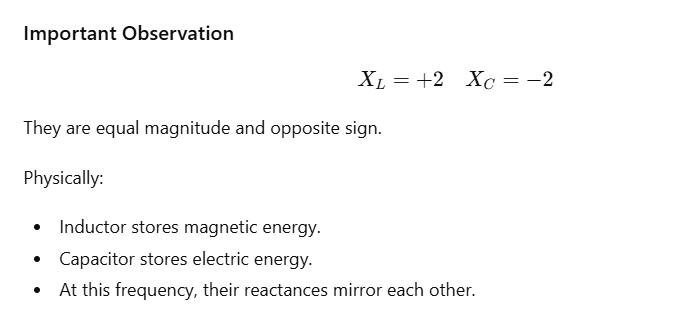 Important Observation
X_L = +2 X_C = −2
They are equal magnitude and opposite sign.
Physically:
• Inductor stores magnetic energy.
• Capacitor stores electric energy.
• At this frequency, their reactances mirror each other.